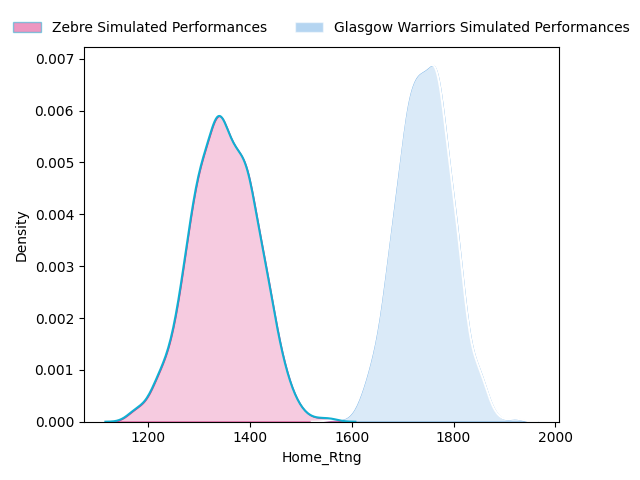 Zebre Simulated Performances Glasgow Warriors Simulated Performances
0.007
0.006
0.005
0.004
0.003
0.002
0.001
0.000
Density
1200 1400 1600 1800 2000
Home_Rtng